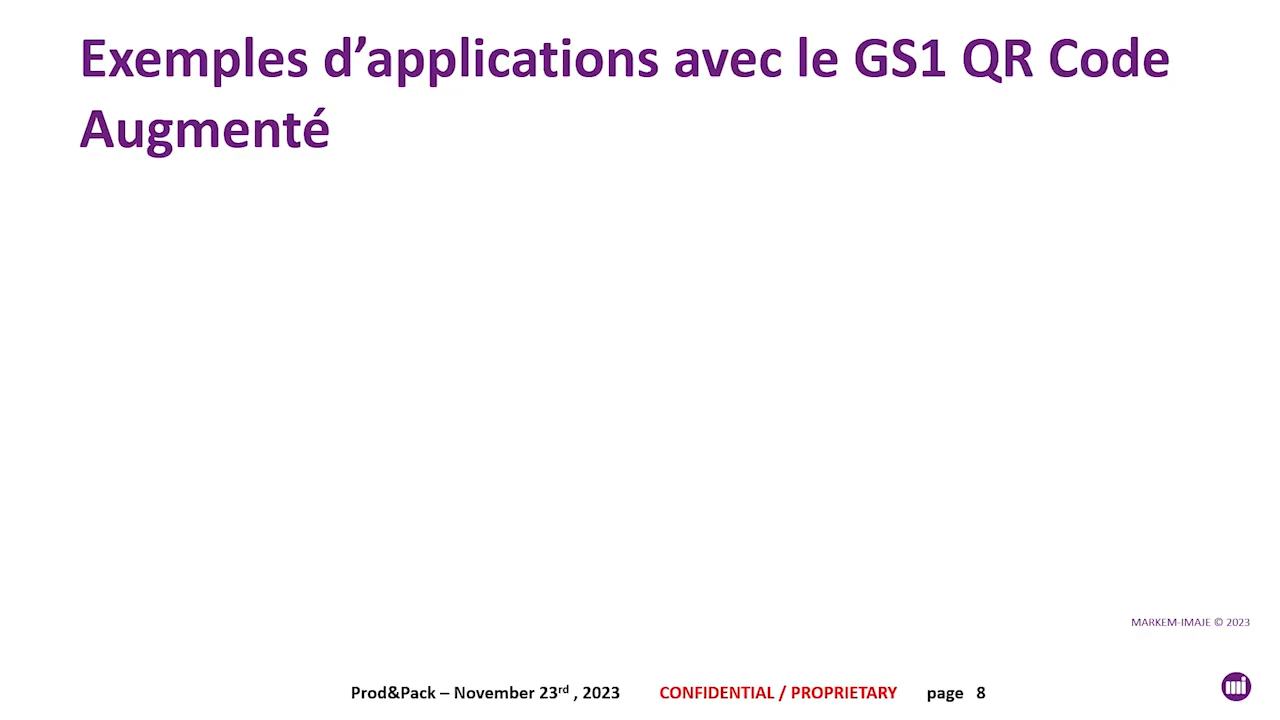 Exemples d’applications avec le GS1 QR Code
Augmenté
MARKEM-IMAJE © 2023
Prod&Pack – November 23rd , 2023 CONFIDENTIAL / PROPRIETARY page 8